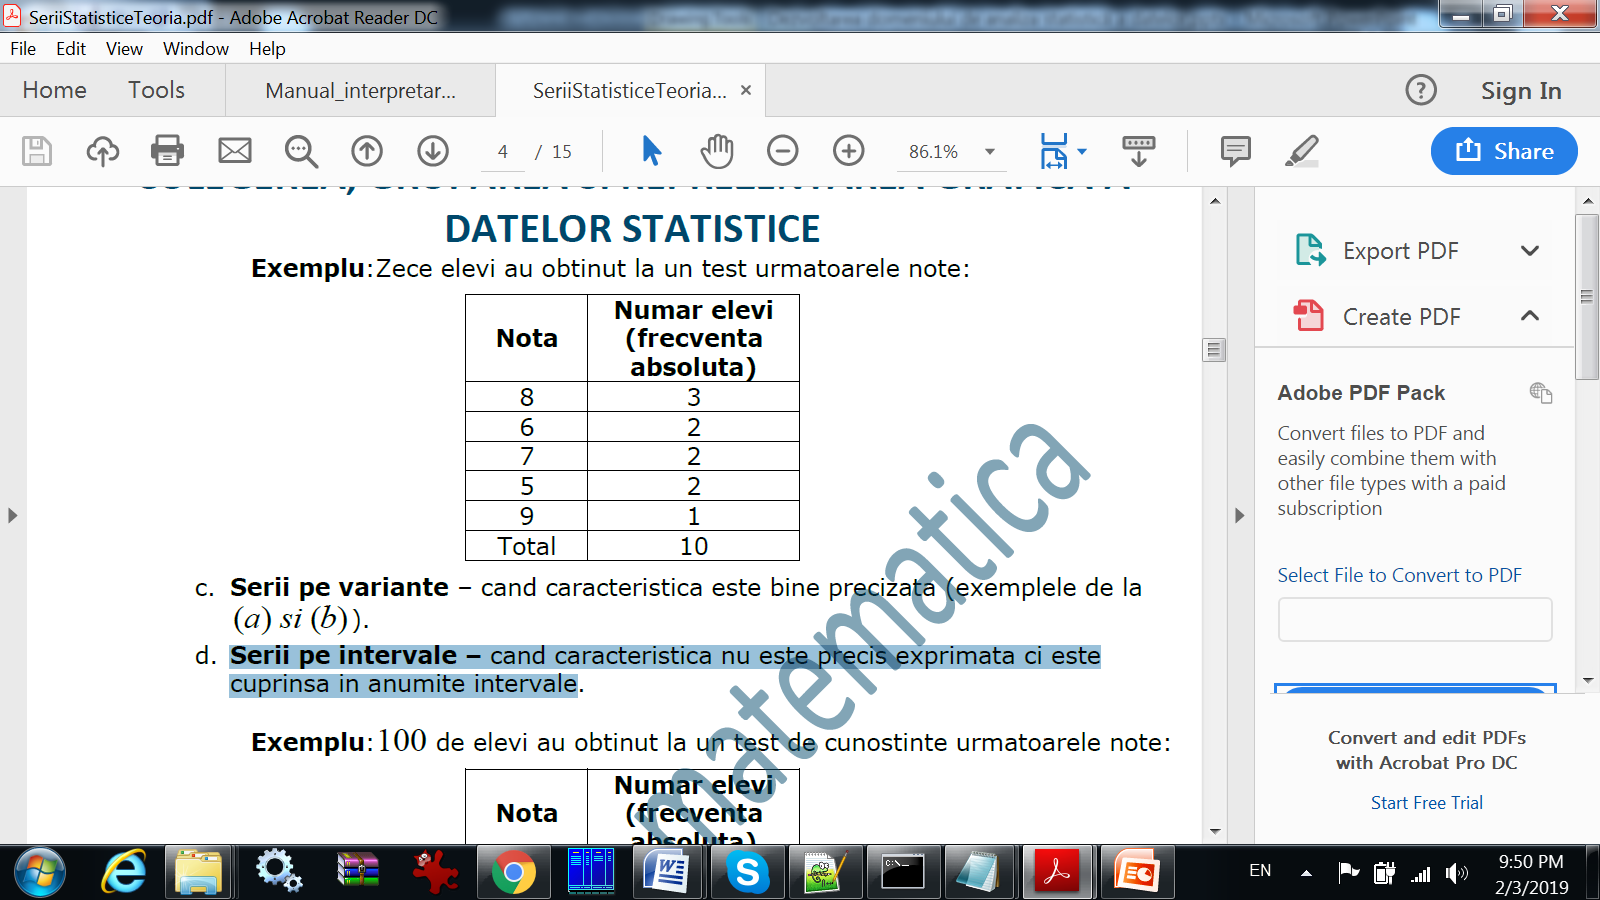 SeriiStatisticeTeoria.pdf - Adobe Acrobat Reader DC
File Edit View Window Help
Home Tools Manual_interpretar... SeriiStatisticeTeoria... × ? Sign In
4 / 15 86.1% Share
DATELOR STATISTICE
Exemplu:Zece elevi au obtinut la un test urmatoarele note:
Nota Numar elevi (frecventa absoluta)
8 3
6 2
7 2
5 2
9 1
Total 10
c. Serii pe variante – cand caracteristica este bine precizata (exemplele de la
(a) si (b)).
d. Serii pe intervale – cand caracteristica nu este precis exprimata ci este
cuprinsa in anumite intervale.
Exemplu:100 de elevi au obtinut la un test de cunostinte urmatoarele note:
Nota Numar elevi (frecventa absoluta)
matematica
Export PDF
Create PDF
Adobe PDF Pack
Convert files to PDF and
easily combine them with
other file types with a paid
subscription
Select File to Convert to PDF
Convert and edit PDFs
with Acrobat Pro DC
Start Free Trial
EN
9:50 PM
2/3/2019